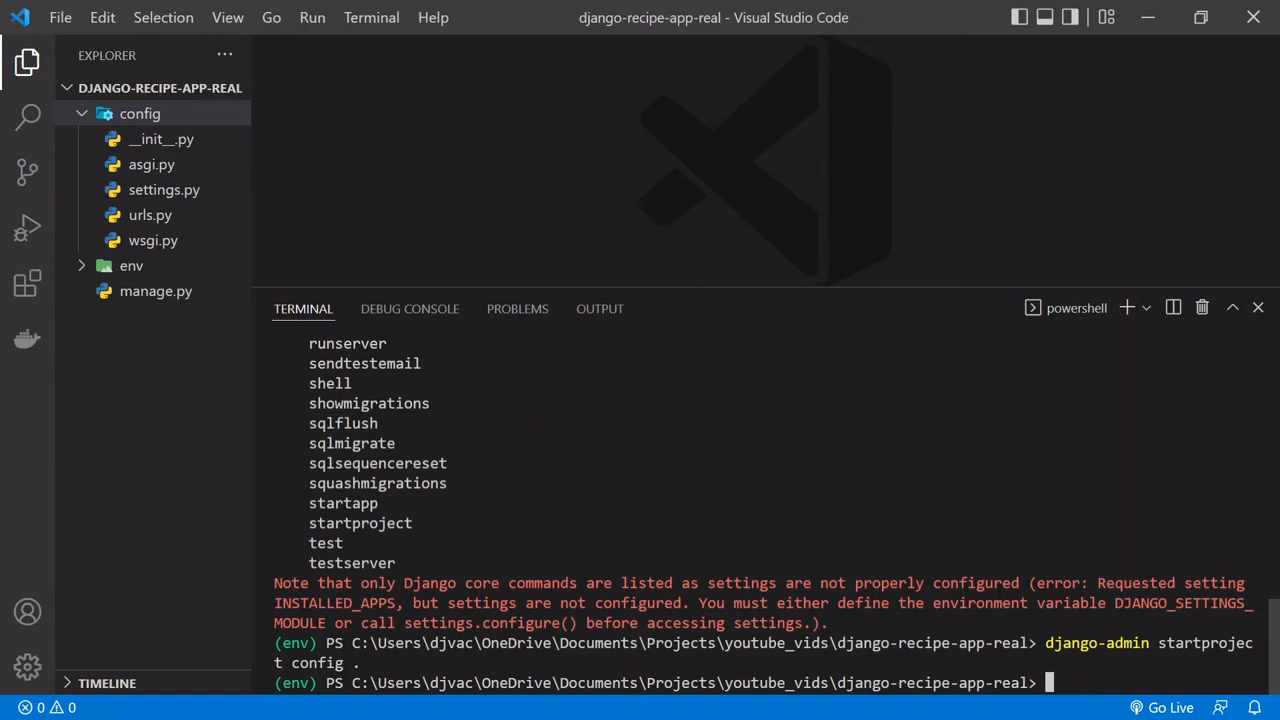 File Edit Selection View Go Run Terminal Help django-recipe-app-real - Visual Studio Code
EXPLORER ...
DJANGO-RECIPE-APP-REAL
config
__init__.py
asgi.py
settings.py
urls.py
wsgi.py
env
manage.py
TERMINAL DEBUG CONSOLE PROBLEMS OUTPUT powershell
runserver
sendtestemail
shell
showmigrations
sqlflush
sqlmigrate
sqlsequencereset
squashmigrations
startapp
startproject
test
testserver
Note that only Django core commands are listed as settings are not properly configured (error: Requested setting
INSTALLED_APPS, but settings are not configured. You must either define the environment variable DJANGO_SETTINGS_
MODULE or call settings.configure() before accessing settings.).
(env) PS C:\Users\djvac\OneDrive\Documents\Projects\youtube_vids\django-recipe-app-real> django-admin startprojec
t config .
(env) PS C:\Users\djvac\OneDrive\Documents\Projects\youtube_vids\django-recipe-app-real>
TIMELINE
0 0 Go Live